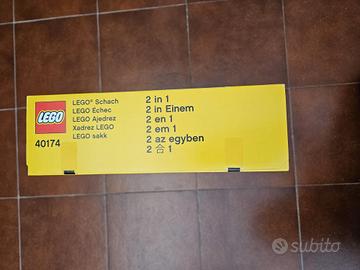 LEGO
40174
LEGO® Schach
LEGO Échec
LEGO Ajedrez
Xadrez LEGO
LEGO sakk
2 in 1
2 in Einem
2 en 1
2 em 1
2 az egyben
2 合 1
subito